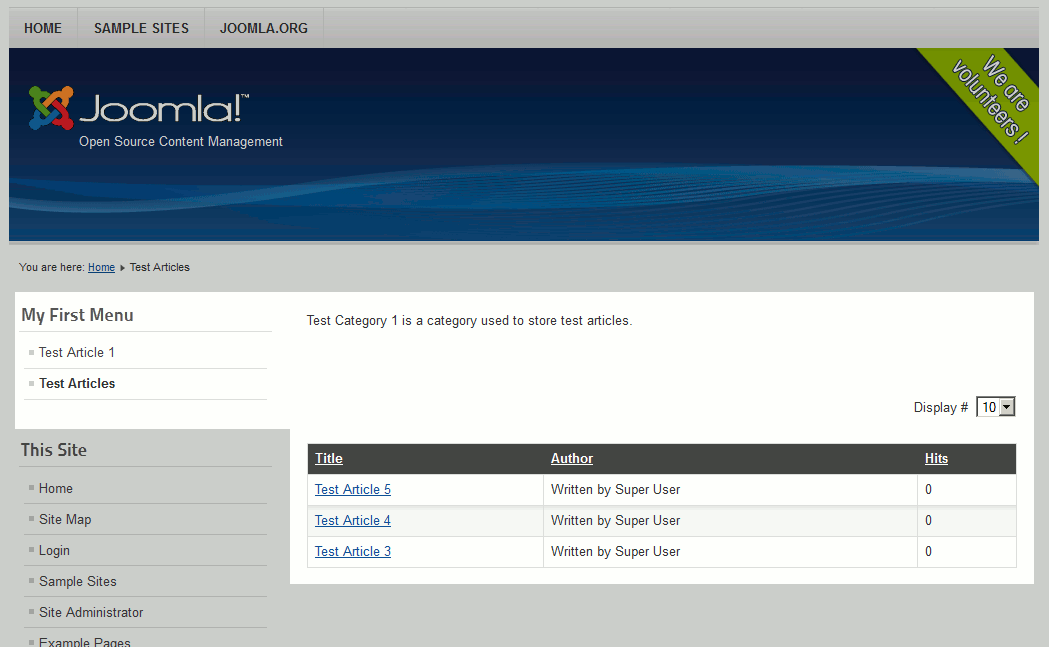 HOME SAMPLE SITES JOOMLA.ORG
We are
volunteers!
Joomla!™
Open Source Content Management
You are here: Home Test Articles
My First Menu
Test Article 1
Test Articles
This Site
Home
Site Map
Login
Sample Sites
Site Administrator
Example Pages
Test Category 1 is a category used to store test articles.
Display # 10
Title Author Hits
Test Article 5 Written by Super User 0
Test Article 4 Written by Super User 0
Test Article 3 Written by Super User 0